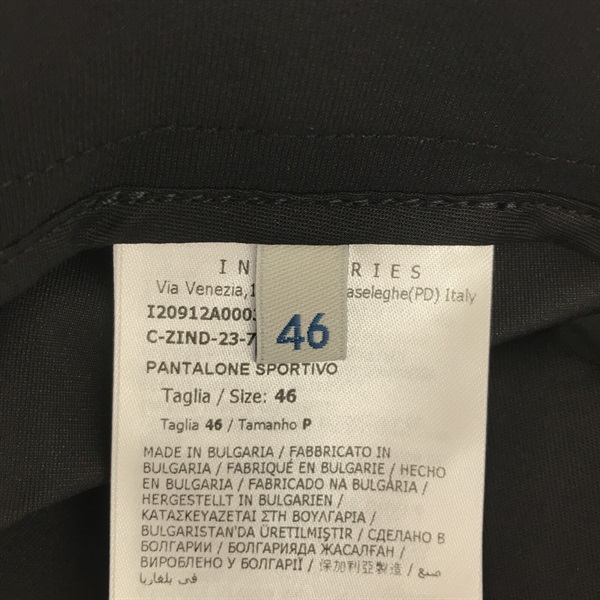 IN RIES
Via Venezia,1 aseleghe(PD) Italy
I20912A000
C-ZIND-23-7
46
PANTALONE SPORTIVO
Taglia / Size: 46
Taglia 46 / Tamanho P
MADE IN BULGARIA / FABBRICATO IN
BULGARIA / FABRIQUÉ EN BULGARIE / HECHO
EN BULGARIA / FABRICADO NA BULGÁRIA /
HERGESTELLT IN BULGARIEN /
ΚΑΤΑΣΚΕΥΑΖΕΤΑΙ ΣΤΗ ΒΟΥΛΓΑΡΙΑ /
BULGARISTAN'DA ÜRETILMIŞTIR / СДЕЛАНО В
БОЛГАРИИ / БОЛГАРИЯДА ЖАСАЛҒАН /
ВИРОБЛЕНО У БОЛГАРІЇ / 保加利亞製造 / صنع
في بلغاريا